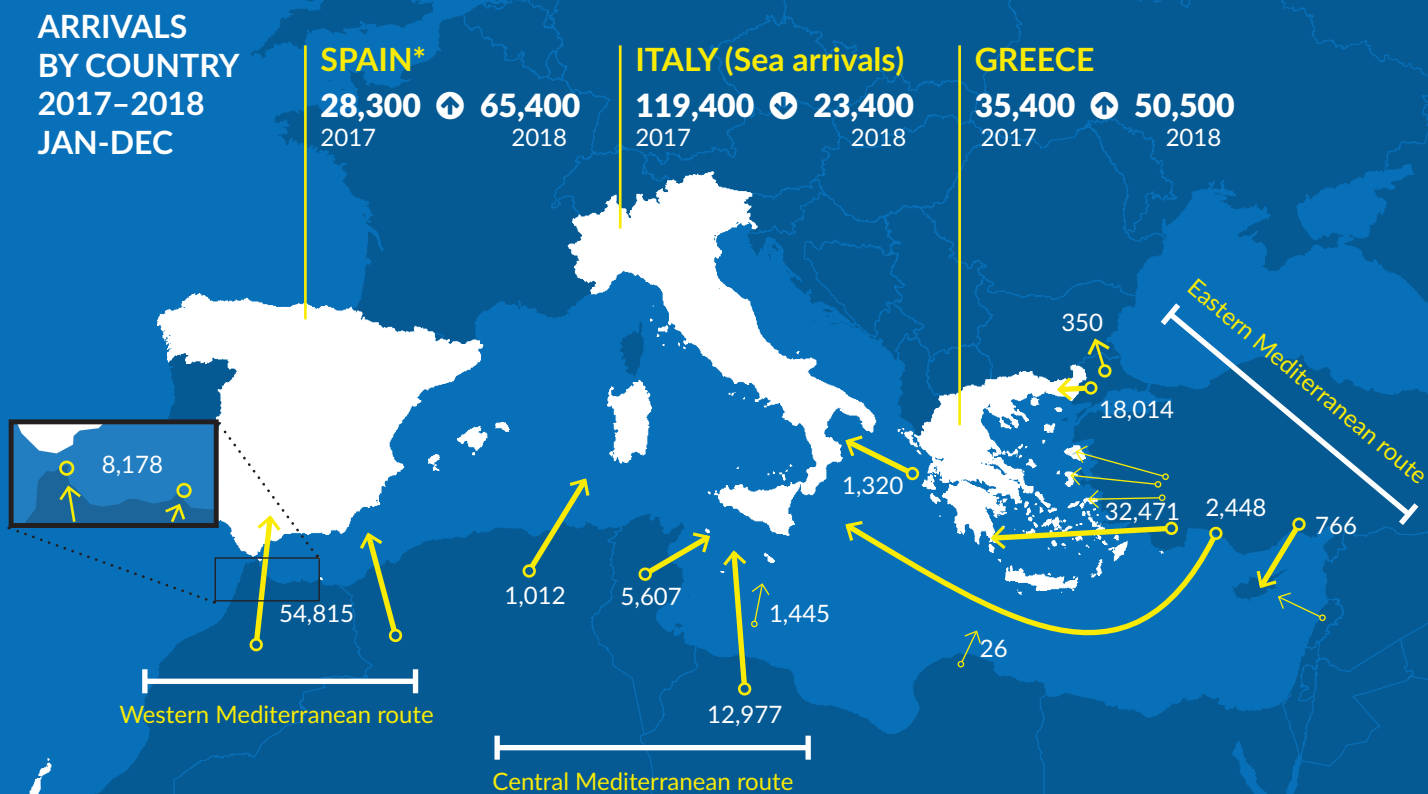 ARRIVALS
BY COUNTRY
2017–2018
JAN-DEC
SPAIN*
28,300 65,400
2017 2018
ITALY (Sea arrivals)
119,400 23,400
2017 2018
GREECE
35,400 50,500
2017 2018
350
18,014
Eastern Mediterranean route
8,178
1,320
32,471
2,448
766
54,815
1,012
5,607
1,445
26
12,977
Western Mediterranean route
Central Mediterranean route